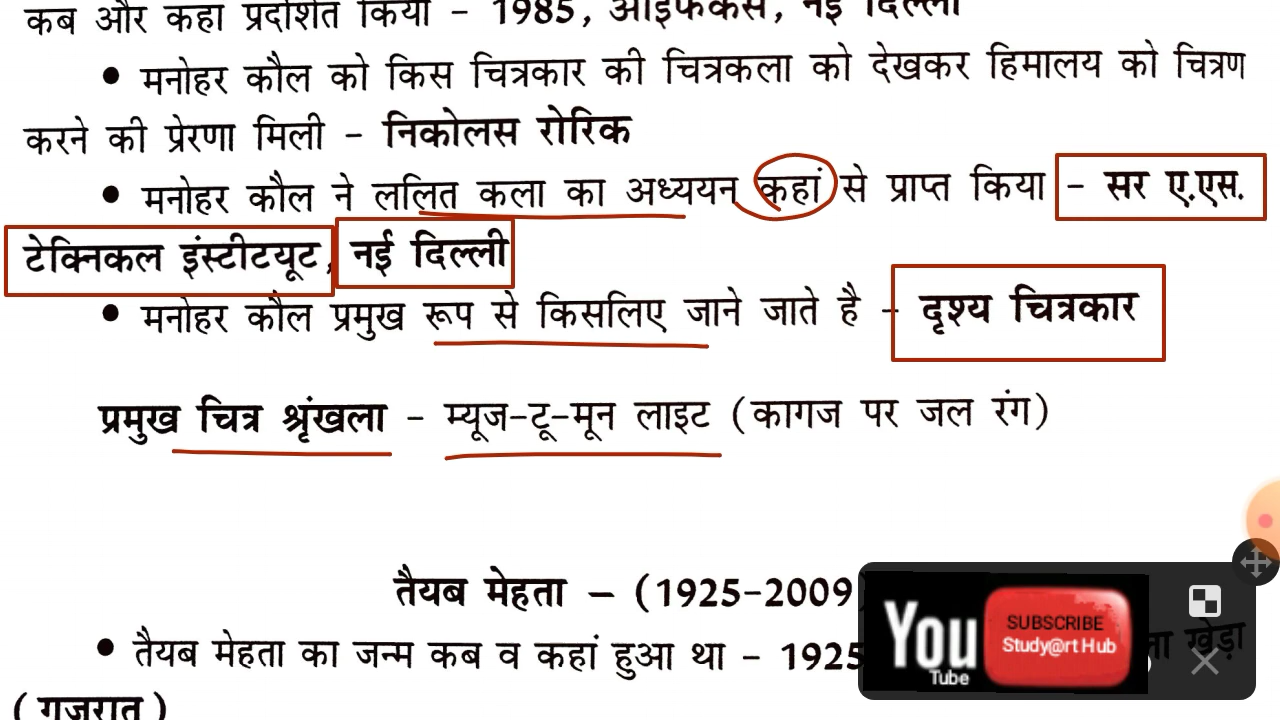 कब और कहा प्रदर्शित किया – 1985, आइफेक्स, नई दिल्ली
• मनोहर कौल को किस चित्रकार की चित्रकला को देखकर हिमालय को चित्रण
करने की प्रेरणा मिली – निकोलस रोरिक
• मनोहर कौल ने ललित कला का अध्ययन कहां से प्राप्त किया – सर ए.एस.
टेक्निकल इंस्टीटयूट, नई दिल्ली
• मनोहर कौल प्रमुख रूप से किसलिए जाने जाते है – दृश्य चित्रकार
प्रमुख चित्र श्रृंखला – म्यूज-टू-मून लाइट (कागज पर जल रंग)
तैयब मेहता – (1925-2009
• तैयब मेहता का जन्म कब व कहां हुआ था – 1925 खेड़ा
(गुजरात)
You Tube
SUBSCRIBE
Study@rt Hub